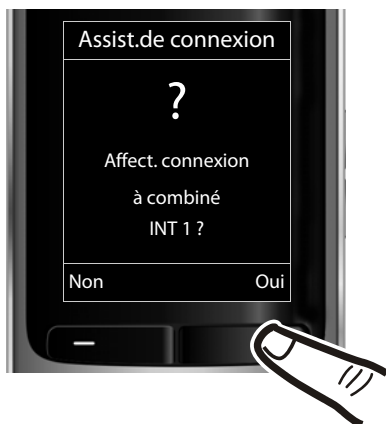 Assist.de connexion
?
Affect. connexion
à combiné
INT 1 ?
Non Oui